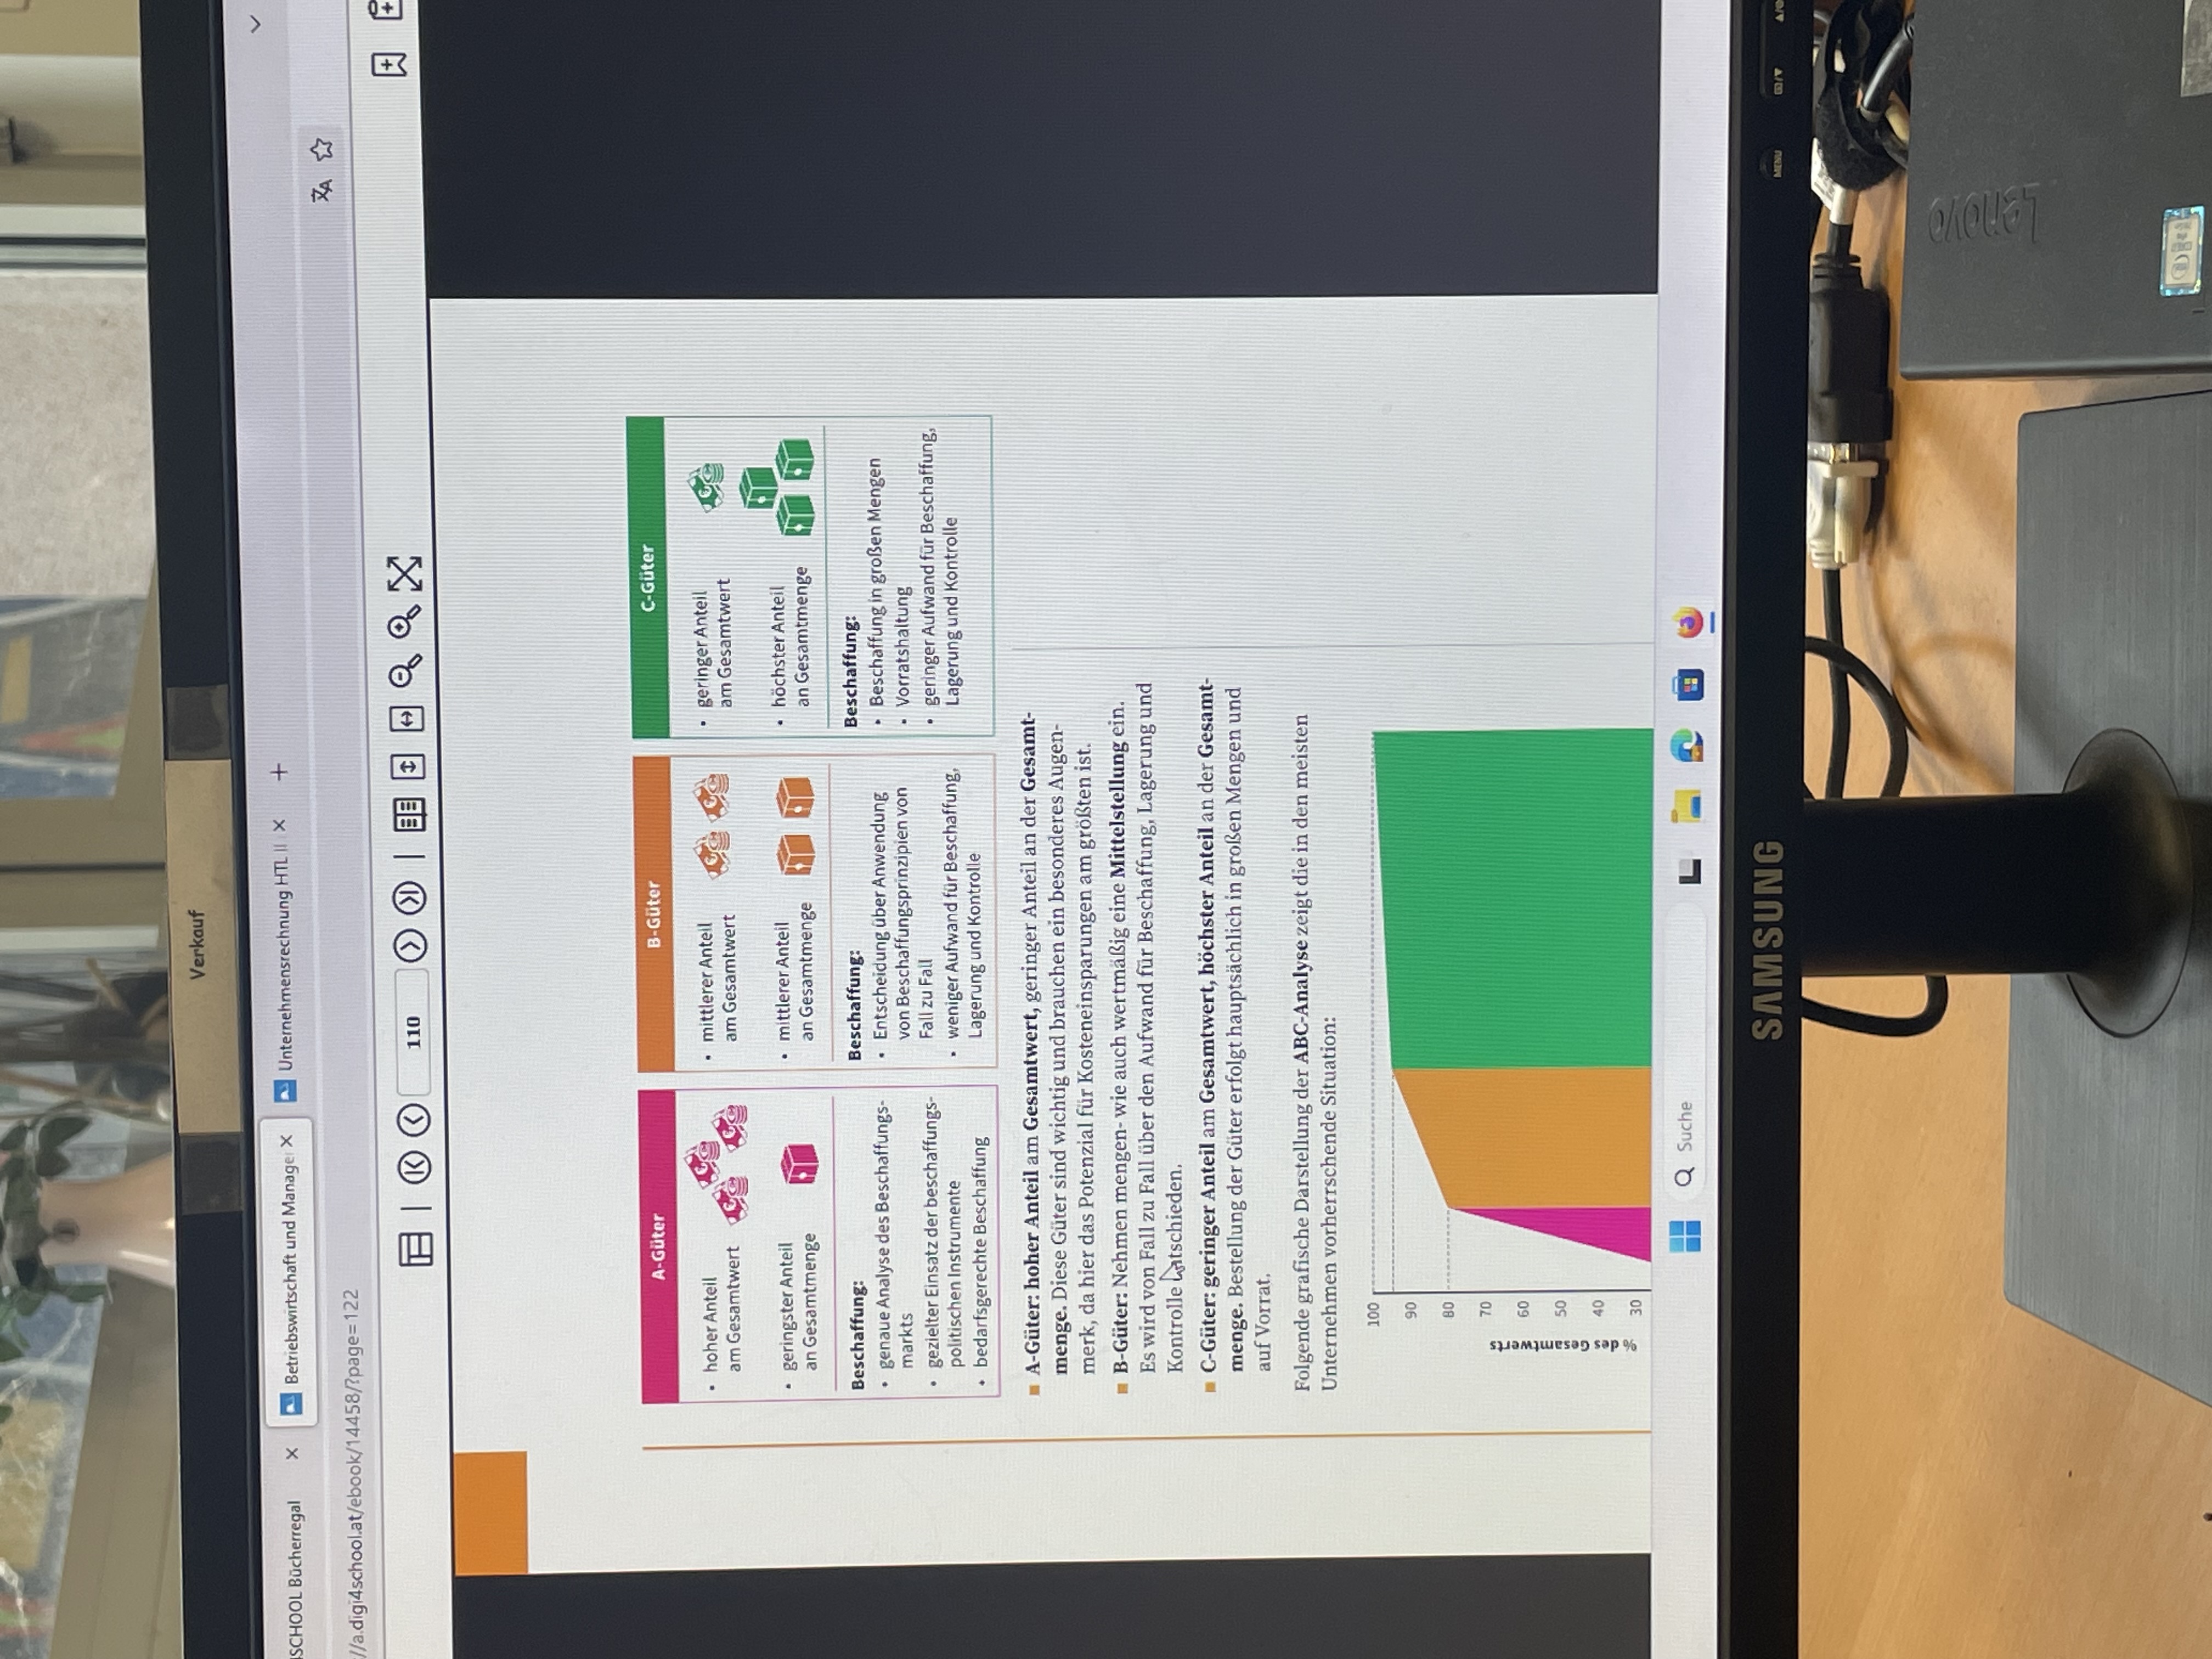 Verkauf
SCHOOL Bücherregal
Betriebswirtschaft und Manage
Unternehmensrechnung HTL II
//a.digi4school.at/ebook/14458/?page=122
110
A-Güter
• hoher Anteil
am Gesamtwert
• geringster Anteil
an Gesamtmenge
Beschaffung:
• genaue Analyse des Beschaffungs-
markts
• gezielter Einsatz der beschaffungs-
politischen Instrumente
• bedarfsgerechte Beschaffung
B-Güter
• mittlerer Anteil
am Gesamtwert
• mittlerer Anteil
an Gesamtmenge
Beschaffung:
• Entscheidung über Anwendung
von Beschaffungsprinzipien von
Fall zu Fall
• weniger Aufwand für Beschaffung,
Lagerung und Kontrolle
C-Güter
• geringer Anteil
am Gesamtwert
• höchster Anteil
an Gesamtmenge
Beschaffung:
• Beschaffung in großen Mengen
• Vorratshaltung
• geringer Aufwand für Beschaffung,
Lagerung und Kontrolle
A-Güter: hoher Anteil am Gesamtwert, geringer Anteil an der Gesamt-
menge. Diese Güter sind wichtig und brauchen ein besonderes Augen-
merk, da hier das Potenzial für Kosteneinsparungen am größten ist.
B-Güter: Nehmen mengen- wie auch wertmäßig eine Mittelstellung ein.
Es wird von Fall zu Fall über den Aufwand für Beschaffung, Lagerung und
Kontrolle entschieden.
C-Güter: geringer Anteil am Gesamtwert, höchster Anteil an der Gesamt-
menge. Bestellung der Güter erfolgt hauptsächlich in großen Mengen und
auf Vorrat.
Folgende grafische Darstellung der ABC-Analyse zeigt die in den meisten
Unternehmen vorherrschende Situation:
% des Gesamtwerts
100
90
80
70
60
50
40
30
Suche
SAMSUNG
MENU
lenovo